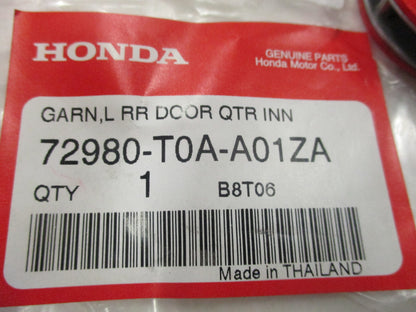 HONDA
GENUINE PARTS
Honda Motor Co., Ltd.
GARN,L RR DOOR QTR INN
72980-T0A-A01ZA
QTY 1 B8T06
Made in THAILAND